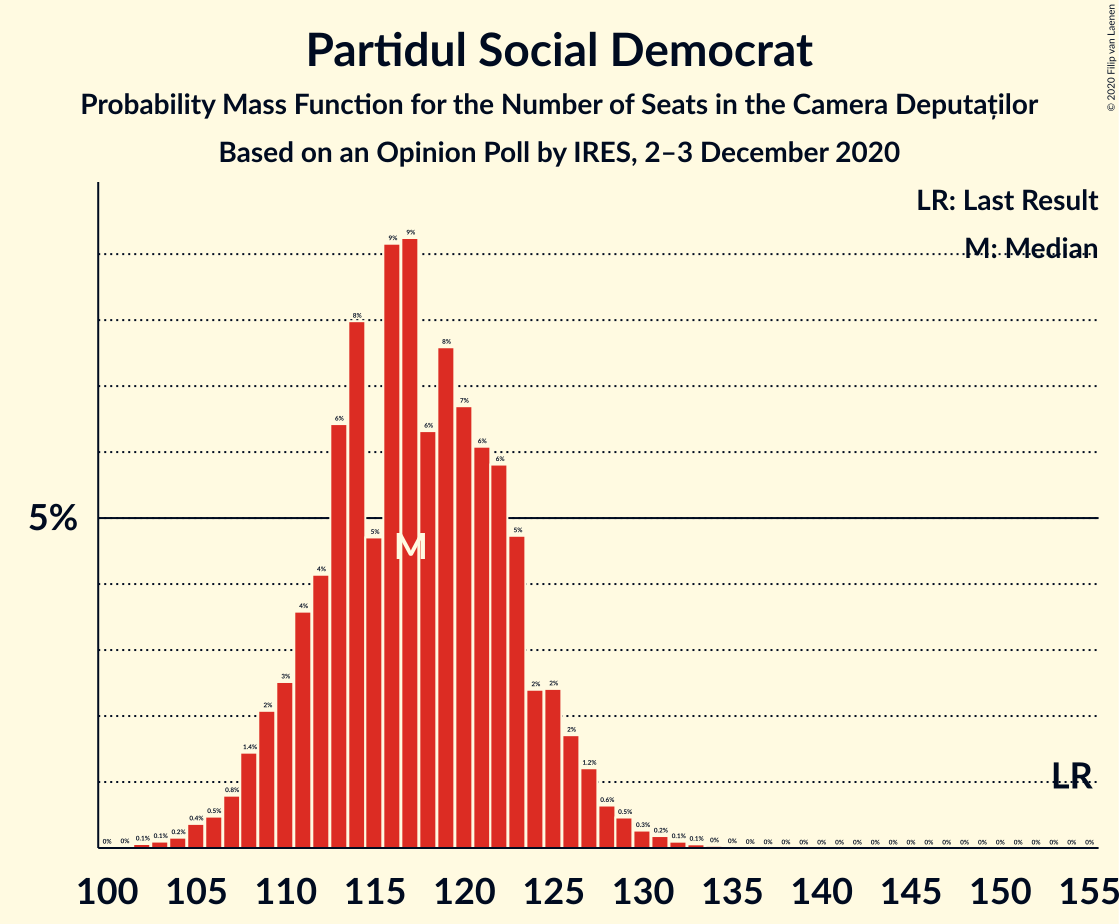 Partidul Social Democrat
Probability Mass Function for the Number of Seats in the Camera Deputaților
Based on an Opinion Poll by IRES, 2–3 December 2020
© 2020 Filip van Laenen
LR: Last Result
M: Median
5%
0% 0% 0.1% 0.1% 0.2% 0.4% 0.5% 0.8% 1.4% 2% 3% 4% 4% 6% 8% 5% 9% 9% 6% 8% 7% 6% 6% 5% 2% 2% 2% 1.2% 0.6% 0.5% 0.3% 0.2% 0.1% 0.1% 0% 0% 0% 0% 0% 0% 0% 0% 0% 0% 0% 0% 0% 0% 0% 0% 0% 0% 0% 0% 0% 0%
M
LR
100 105 110 115 120 125 130 135 140 145 150 155